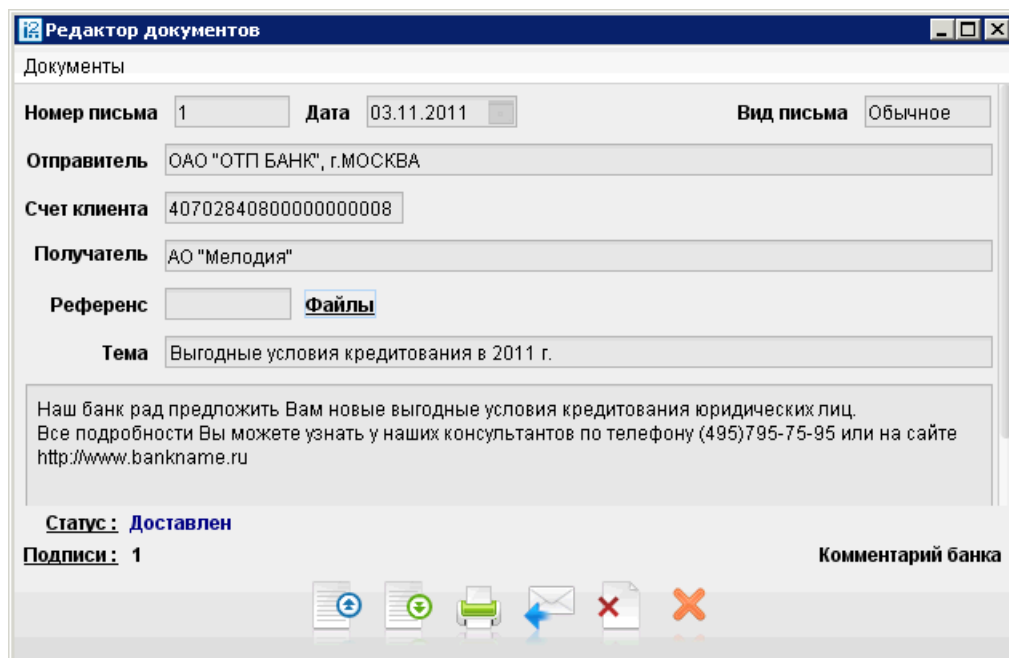 Редактор документов
Документы
Номер письма 1 Дата 03.11.2011 Вид письма Обычное
Отправитель ОАО "ОТП БАНК", г.МОСКВА
Счет клиента 40702840800000000008
Получатель АО "Мелодия"
Референс Файлы
Тема Выгодные условия кредитования в 2011 г.
Наш банк рад предложить Вам новые выгодные условия кредитования юридических лиц.
Все подробности Вы можете узнать у наших консультантов по телефону (495)795-75-95 или на сайте
http://www.bankname.ru
Статус: Доставлен
Подписи: 1 Комментарий банка